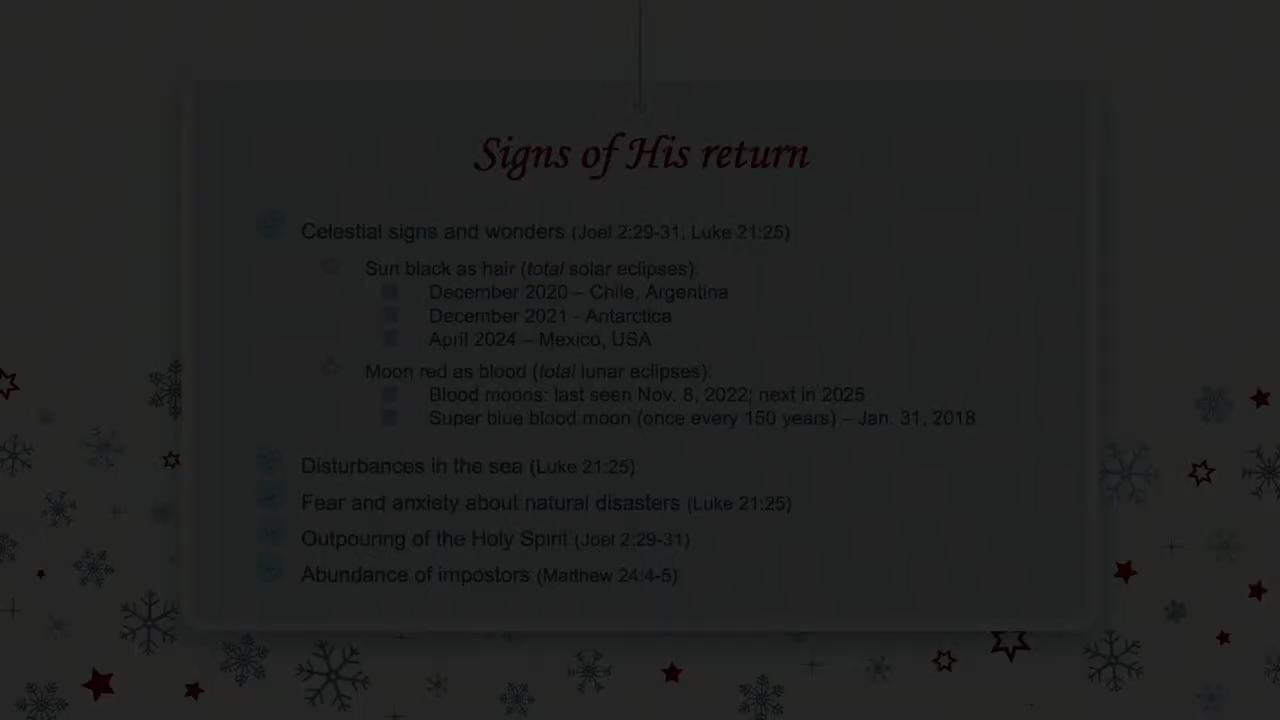 Signs of His return
Celestial signs and wonders (Joel 2:29-31; Luke 21:25)
Sun black as hair (total solar eclipses):
December 2020 – Chile, Argentina
December 2021 - Antarctica
April 2024 – Mexico, USA
Moon red as blood (total lunar eclipses):
Blood moons: last seen Nov. 8, 2022; next in 2025
Super blue blood moon (once every 150 years) – Jan. 31, 2018
Disturbances in the sea (Luke 21:25)
Fear and anxiety about natural disasters (Luke 21:25)
Outpouring of the Holy Spirit (Joel 2:29-31)
Abundance of impostors (Matthew 24:4-5)